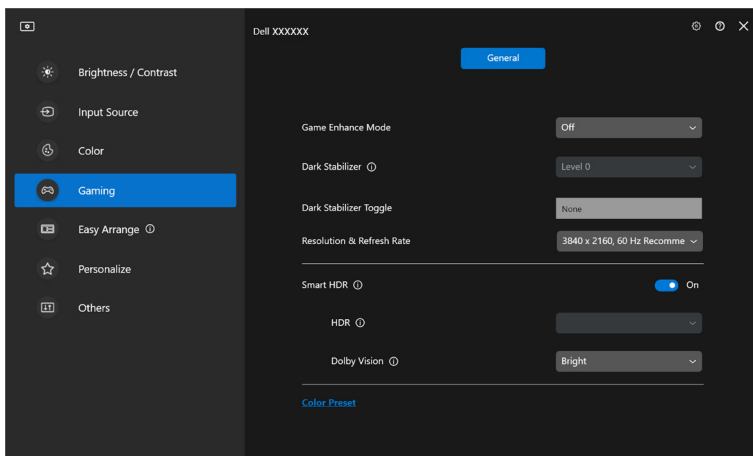 Dell XXXXXX
General
Brightness / Contrast
Input Source
Color
Gaming
Easy Arrange
Personalize
Others
Game Enhance Mode Off
Dark Stabilizer Level 0
Dark Stabilizer Toggle None
Resolution & Refresh Rate 3840 x 2160, 60 Hz Recomme
Smart HDR On
HDR
Dolby Vision Bright
Color Preset